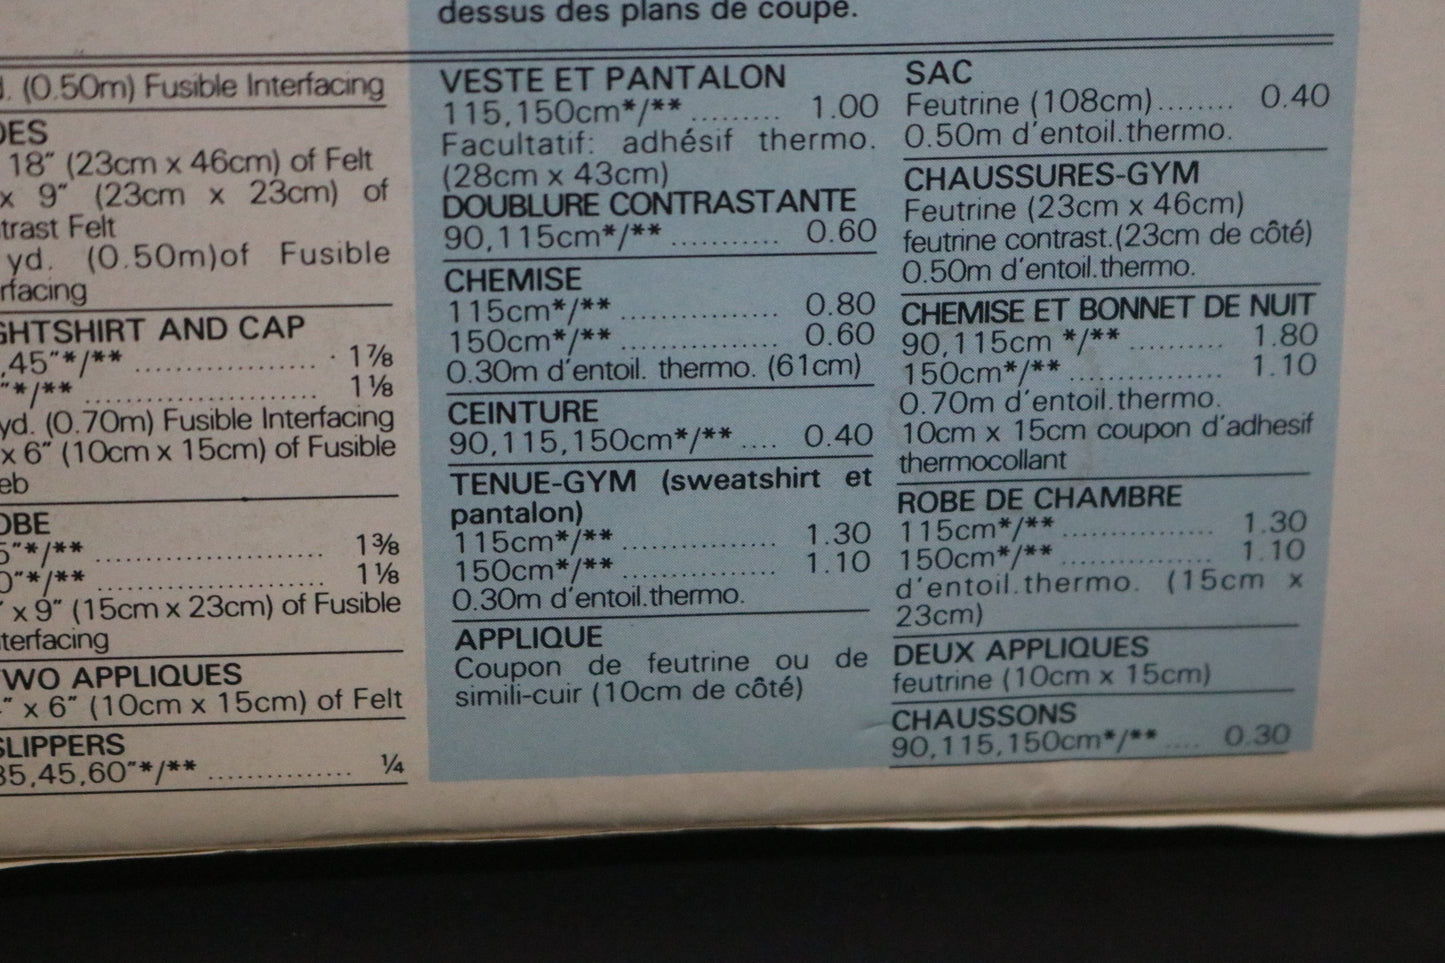 dessus des plans de coupe.
(0.50m) Fusible Interfacing
18" (23cm x 46cm) of Felt
x 9" (23cm x 23cm) of
Felt
yd. (0.50m)of Fusible
SHIRT AND CAP
,45"*/** ................ 1⅞
"*/** ................ 1⅛
yd. (0.70m) Fusible Interfacing
x 6" (10cm x 15cm) of Fusible
"*/** ................ 1⅜
0"*/** ................ 1⅛
x 9" (15cm x 23cm) of Fusible
TWO APPLIQUES
" x 6" (10cm x 15cm) of Felt
SLIPPERS
35,45,60"*/** ............... ¼
VESTE ET PANTALON
115,150cm*/** ......... 1.00
Facultatif: adhésif thermo.
(28cm x 43cm)
DOUBLURE CONTRASTANTE
90,115cm*/** ........... 0.60
CHEMISE
115cm*/** ................ 0.80
150cm*/** ................ 0.60
0.30m d'entoil. thermo. (61cm)
CEINTURE
90,115,150cm*/** .... 0.40
TENUE-GYM (sweatshirt et
pantalon)
115cm*/** ................ 1.30
150cm*/** ................ 1.10
0.30m d'entoil.thermo.
APPLIQUE
Coupon de feutrine ou de
simili-cuir (10cm de côté)
SAC
Feutrine (108cm)........ 0.40
0.50m d'entoil.thermo.
CHAUSSURES-GYM
Feutrine (23cm x 46cm)
feutrine contrast.(23cm de côté)
0.50m d'entoil.thermo.
CHEMISE ET BONNET DE NUIT
90,115cm */** .......... 1.80
150cm*/** ................ 1.10
0.70m d'entoil.thermo.
10cm x 15cm coupon d'adhesif
thermocollant
ROBE DE CHAMBRE
115cm*/** ................ 1.30
150cm*/** ................ 1.10
d'entoil.thermo. (15cm x
23cm)
DEUX APPLIQUES
feutrine (10cm x 15cm)
CHAUSSONS
90,115,150cm*/** .... 0.30